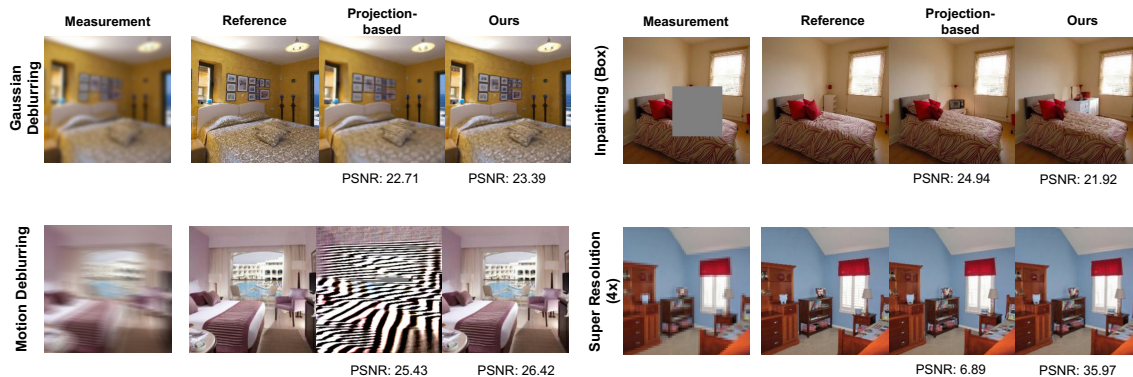 Measurement
Reference
Projection-
based
Ours
Gaussian
Deblurring
PSNR: 22.71
PSNR: 23.39
Measurement
Reference
Projection-
based
Ours
Inpainting (Box)
PSNR: 24.94
PSNR: 21.92
Motion Deblurring
PSNR: 25.43
PSNR: 26.42
Super Resolution
(4x)
PSNR: 6.89
PSNR: 35.97